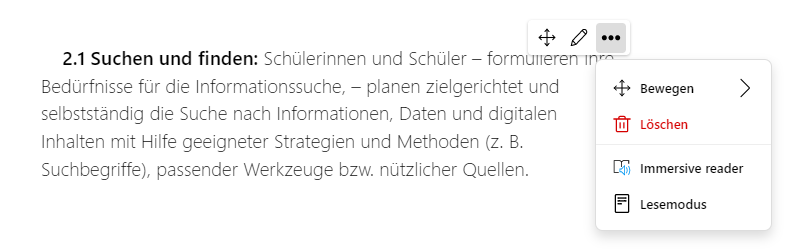 2.1 Suchen und finden: Schülerinnen und Schüler – formulieren ihre
Bedürfnisse für die Informationssuche, – planen zielgerichtet und
selbstständig die Suche nach Informationen, Daten und digitalen
Inhalten mit Hilfe geeigneter Strategien und Methoden (z. B.
Suchbegriffe), passender Werkzeuge bzw. nützlicher Quellen.
Bewegen
Löschen
Immersive reader
Lesemodus